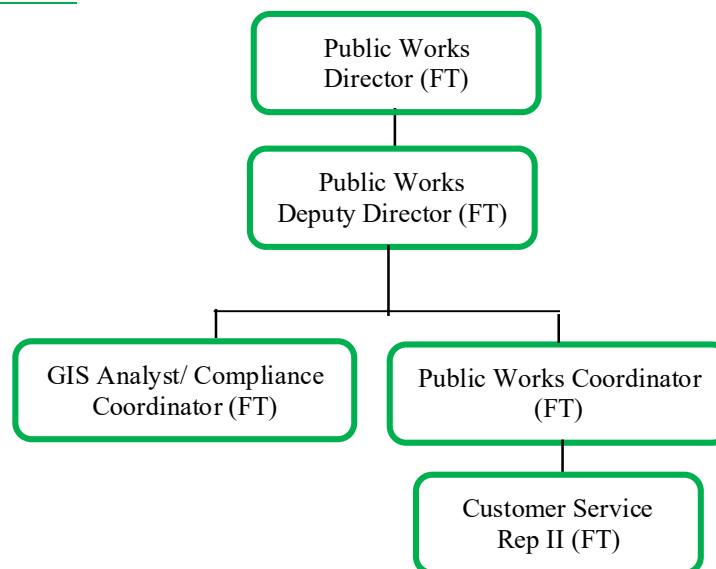 Public Works
Director (FT)
Public Works
Deputy Director (FT)
GIS Analyst/ Compliance
Coordinator (FT)
Public Works Coordinator
(FT)
Customer Service
Rep II (FT)